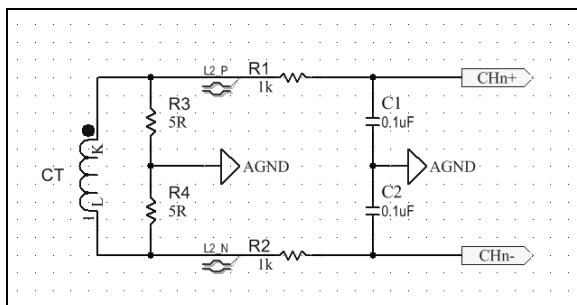 L2_P
R1
1k
CHn+
R3
5R
C1
0.1uF
K
CT
AGND
AGND
R4
5R
C2
0.1uF
L
1
L2_N
R2
1k
CHn-